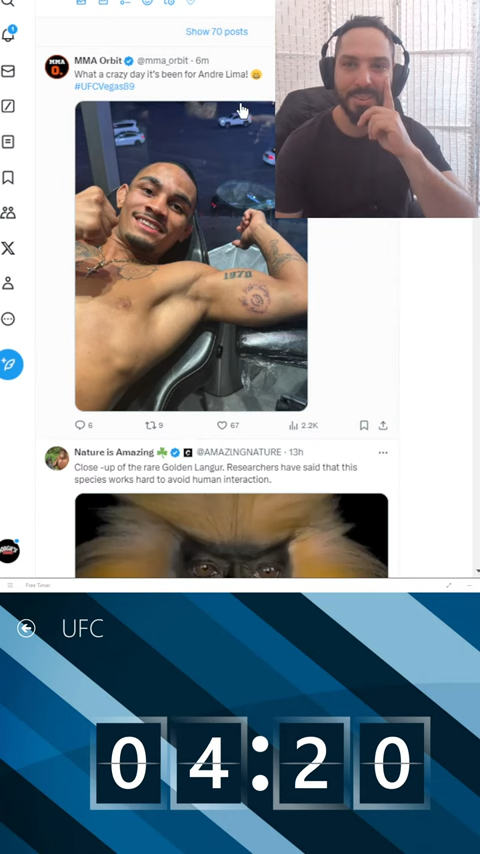 Show 70 posts
MMA Orbit @mma_orbit · 6m
What a crazy day it's been for Andre Lima! 😄
#UFCVegas89
MMA
O.
1970
6 9 67 2.2K
Nature is Amazing ☘️ @AMAZINGNATURE · 13h
Close -up of the rare Golden Langur. Researchers have said that this
species works hard to avoid human interaction.
Free Timer
UFC
04:20